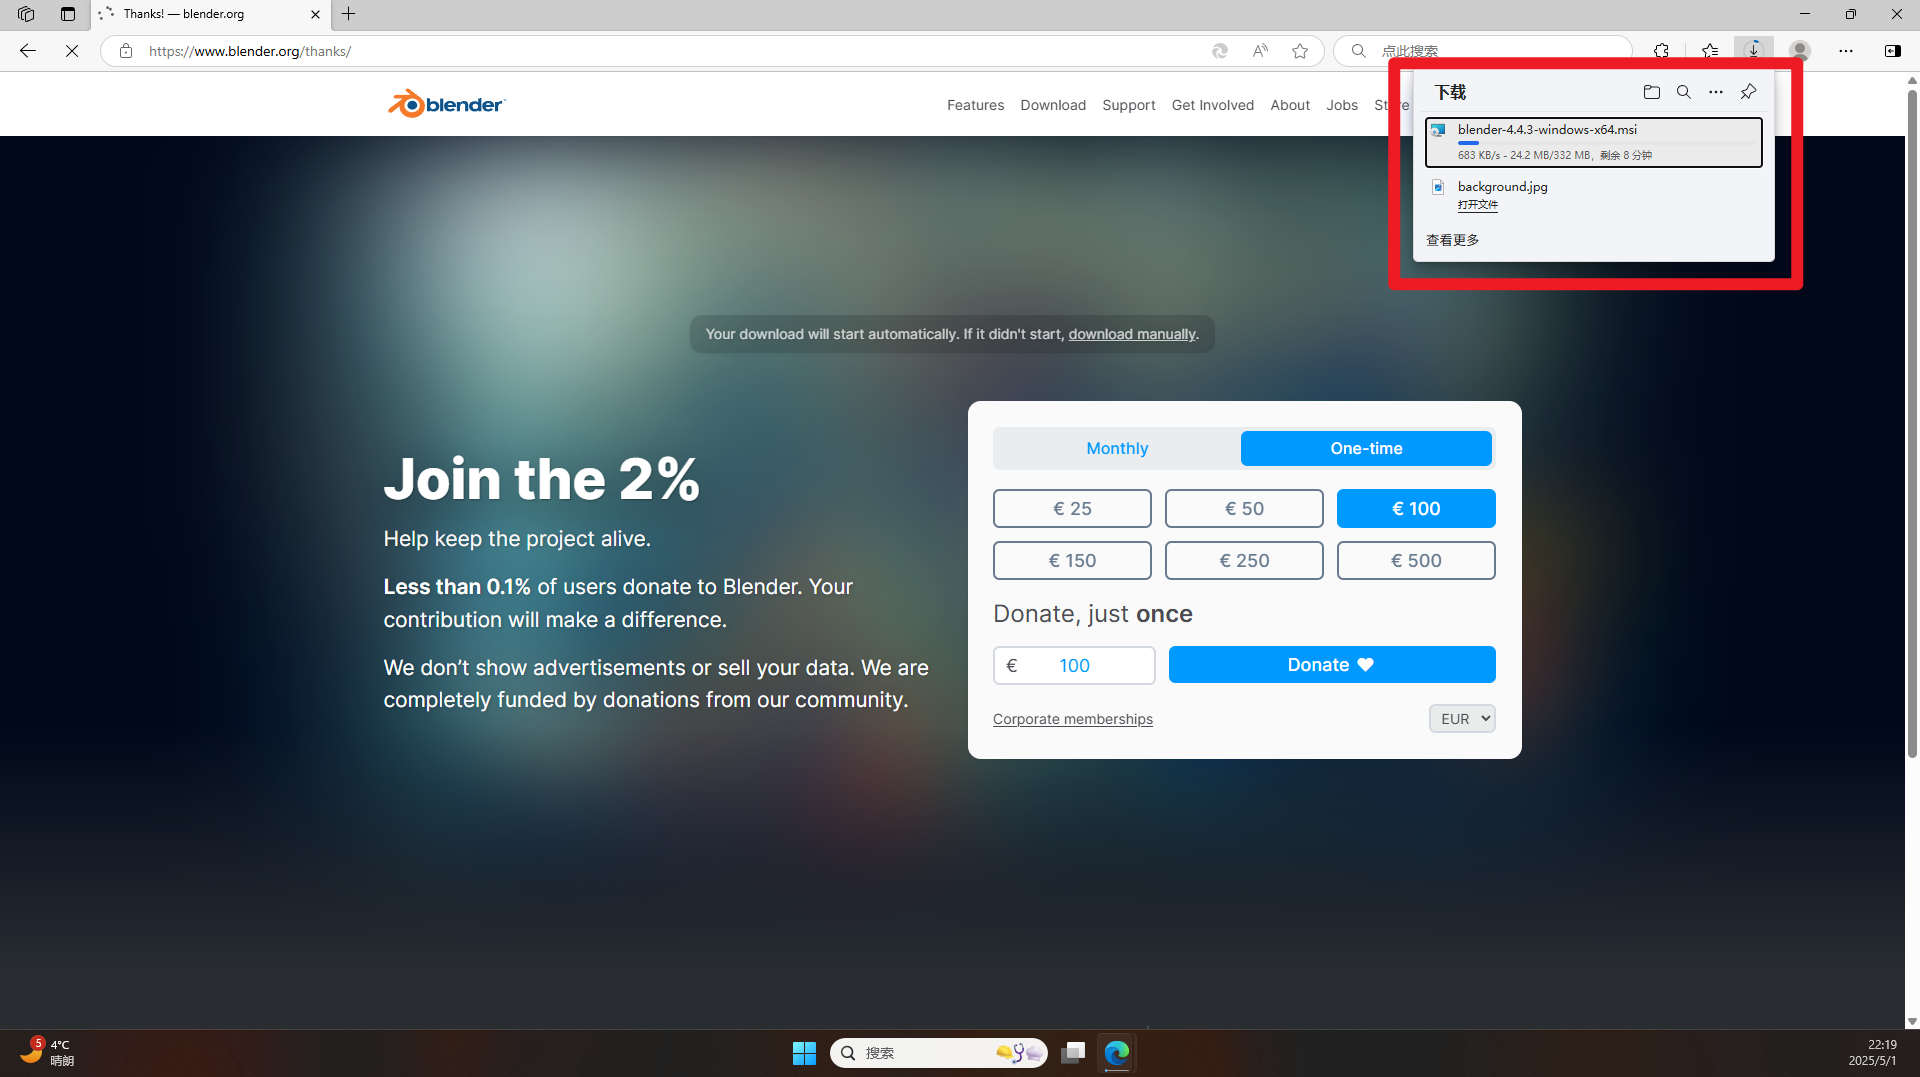 Thanks! — blender.org
https://www.blender.org/thanks/
点此搜索
blender
Features
Download
Support
Get Involved
About
Jobs
Store
下载
blender-4.4.3-windows-x64.msi
683 KB/s - 24.2 MB/332 MB, 剩余 8 分钟
background.jpg
打开文件
查看更多
Your download will start automatically. If it didn't start, download manually.
Join the 2%
Help keep the project alive.
Less than 0.1% of users donate to Blender. Your
contribution will make a difference.
We don’t show advertisements or sell your data. We are
completely funded by donations from our community.
Monthly
One-time
€ 25
€ 50
€ 100
€ 150
€ 250
€ 500
Donate, just once
€ 100
Donate ♥
Corporate memberships
EUR
5
4°C
晴朗
搜索
22:19
2025/5/1